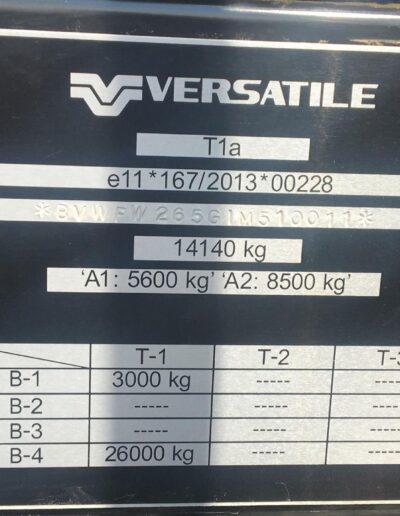 VERSATILE
T1a
e11*167/2013*00228
*BVWFW265G1M510011*
14140 kg
'A1: 5600 kg' 'A2: 8500 kg'
T-1 T-2 T-3
B-1 3000 kg ----- -----
B-2 ----- ----- -----
B-3 ----- ----- -----
B-4 26000 kg ----- -----